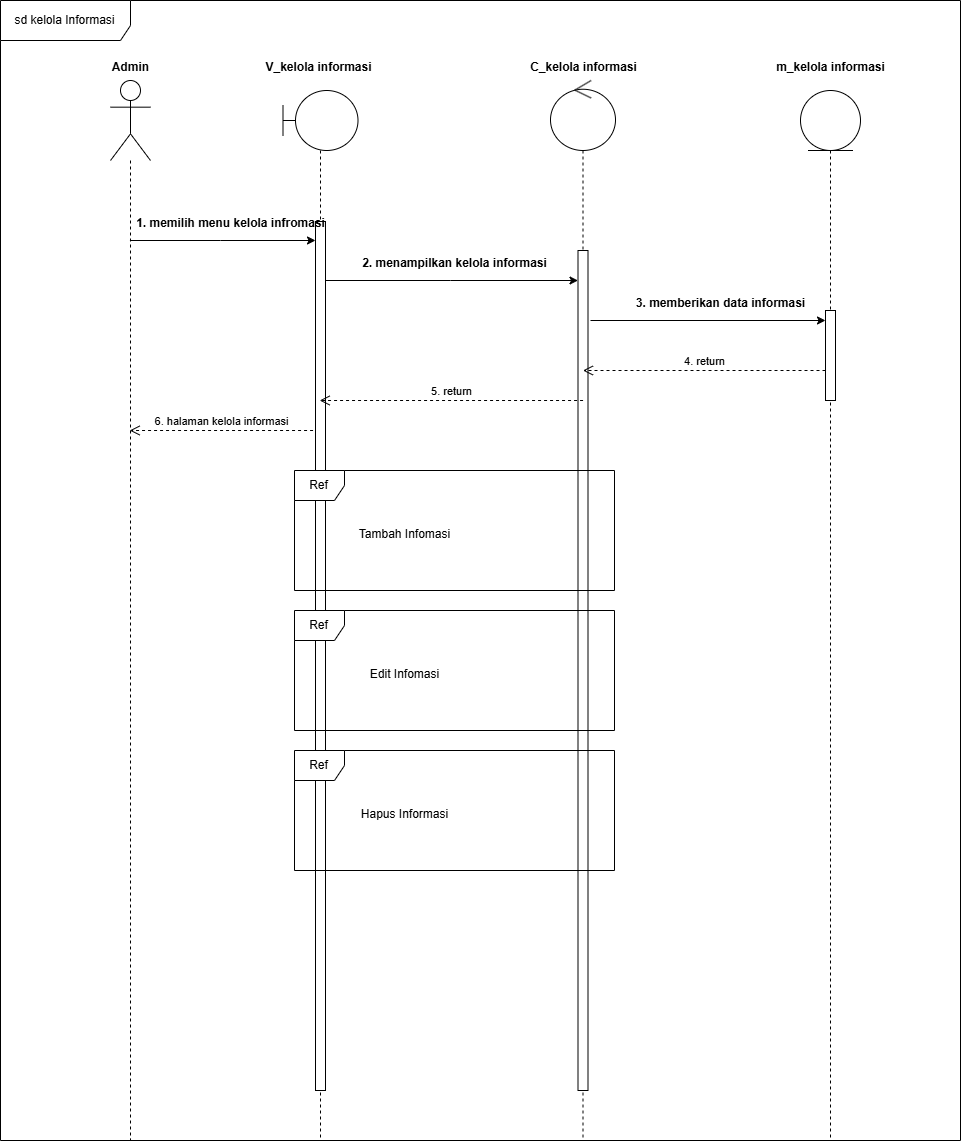 sd kelola Informasi
Admin
V_kelola informasi
C_kelola informasi
m_kelola informasi
1. memilih menu kelola infromasi
2. menampilkan kelola informasi
3. memberikan data informasi
4. return
5. return
6. halaman kelola informasi
Ref
Tambah Infomasi
Ref
Edit Infomasi
Ref
Hapus Informasi